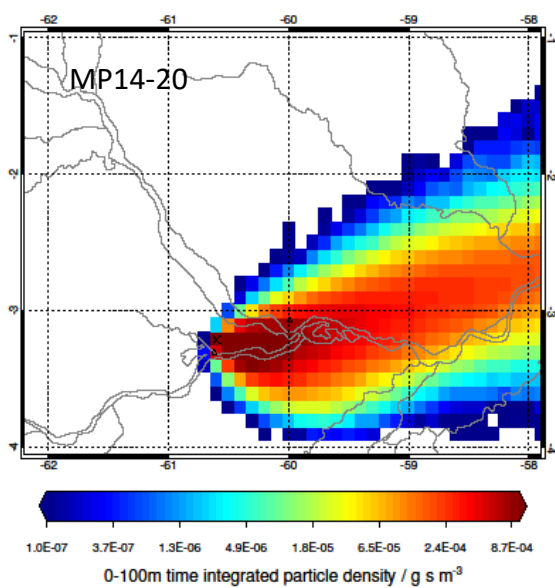 -62 -61 -60 -59 -58
MP14-20
-1 -1
-2 -2
-3 -3
-4 -4
-62 -61 -60 -59 -58
1.0E-07 3.7E-07 1.3E-06 4.9E-06 1.8E-05 6.5E-05 2.4E-04 8.7E-04
0-100m time integrated particle density / g s m⁻³